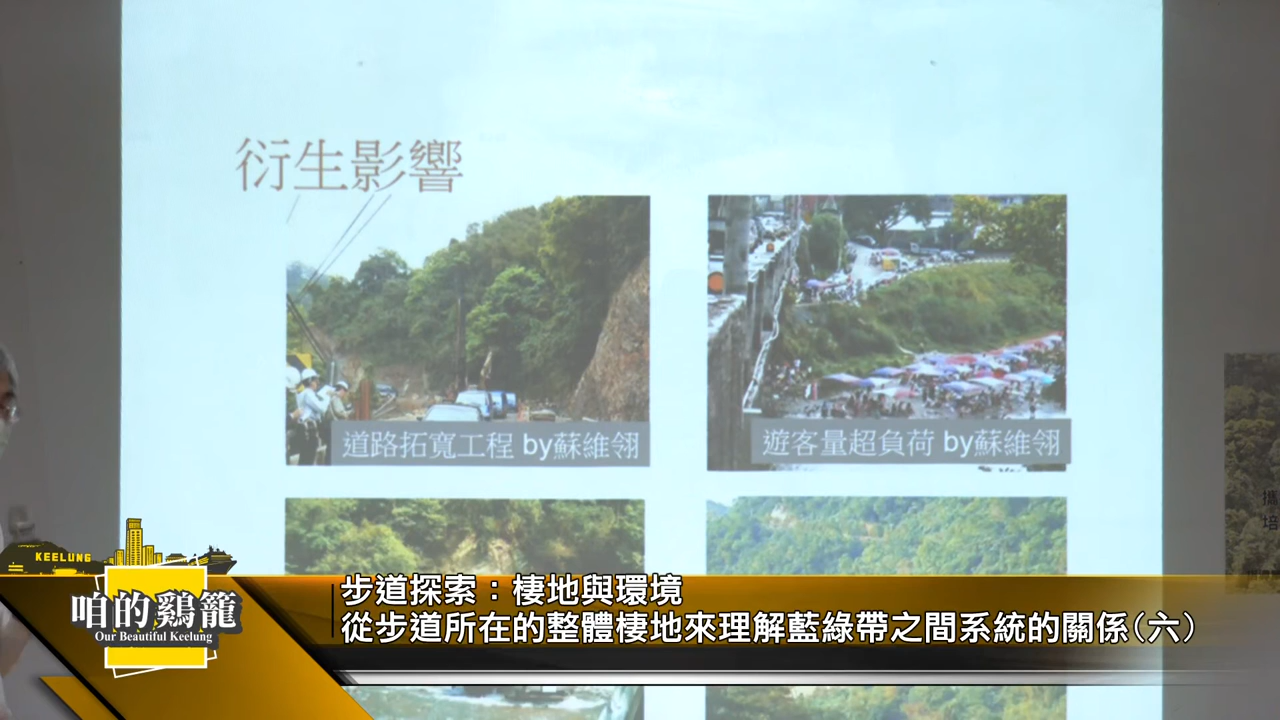 衍生影響
道路拓寬工程 by蘇維翎
遊客量超負荷 by蘇維翎
攜
培
KEELUNG
咱的鷄籠
Our Beautiful Keelung
步道探索：棲地與環境
從步道所在的整體棲地來理解藍綠帶之間系統的關係(六)